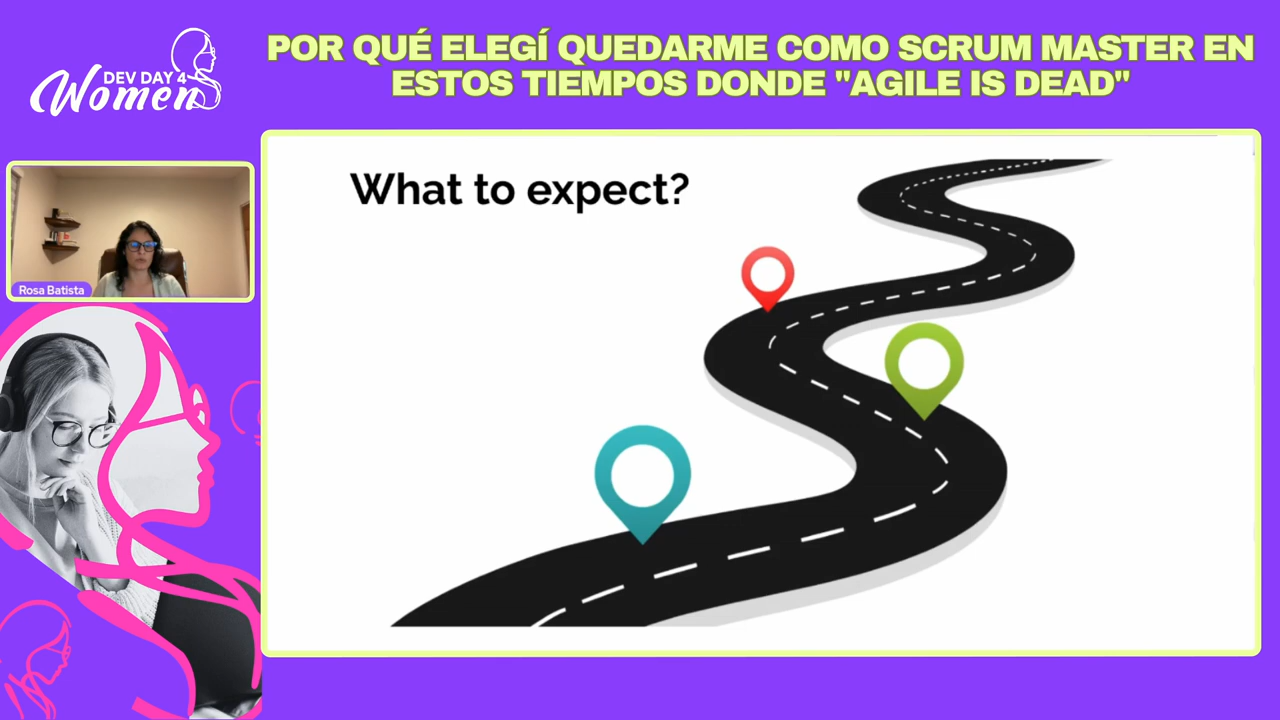 DEV DAY 4
Women
POR QUÉ ELEGÍ QUEDARME COMO SCRUM MASTER EN
ESTOS TIEMPOS DONDE "AGILE IS DEAD"
What to expect?
Rosa Batista